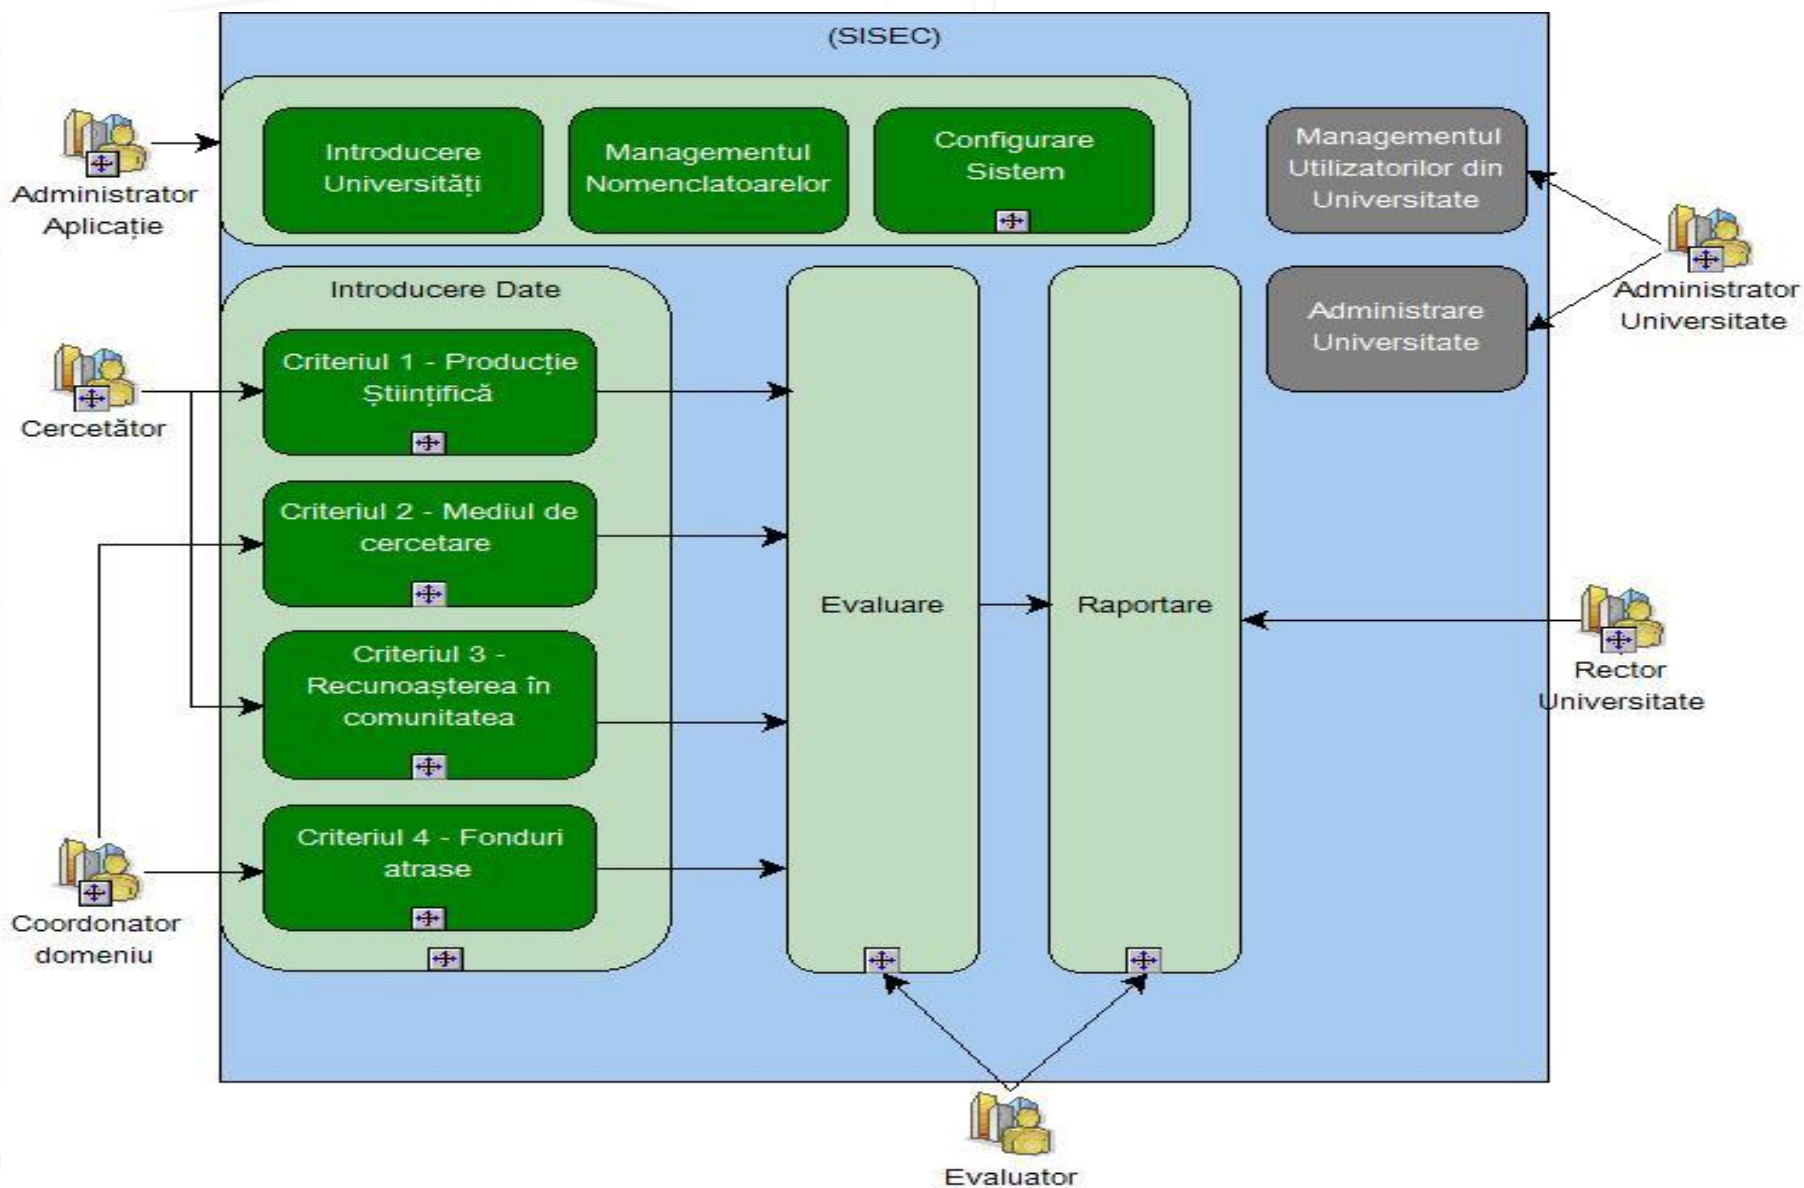 (SISEC)
Administrator
Aplicație
Introducere
Universități
Managementul
Nomenclatoarelor
Configurare
Sistem
Managementul
Utilizatorilor din
Universitate
Administrator
Universitate
Administrare
Universitate
Introducere Date
Cercetător
Criteriul 1 - Producție
Științifică
Criteriul 2 - Mediul de
cercetare
Criteriul 3 -
Recunoașterea în
comunitatea
Criteriul 4 - Fonduri
atrase
Coordonator
domeniu
Evaluare
Raportare
Rector
Universitate
Evaluator